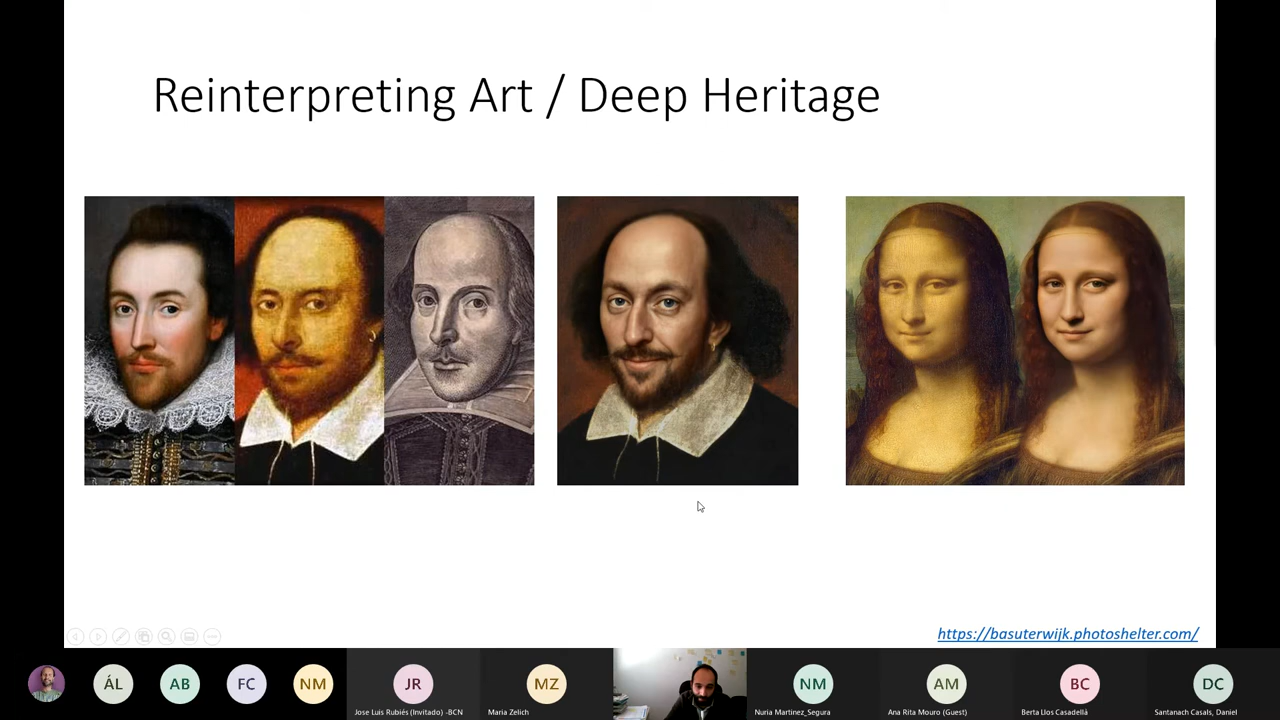 Reinterpreting Art / Deep Heritage
https://basuterwijk.photoshelter.com/
ÁL
AB
FC
NM
JR
MZ
NM
AM
BC
DC
Jose Luis Rubiés (Invitado) -BCN
Maria Zelich
Nuria Martinez_Segura
Ana Rita Mouro (Guest)
Berta Llos Casadellà
Santanach Casals, Daniel